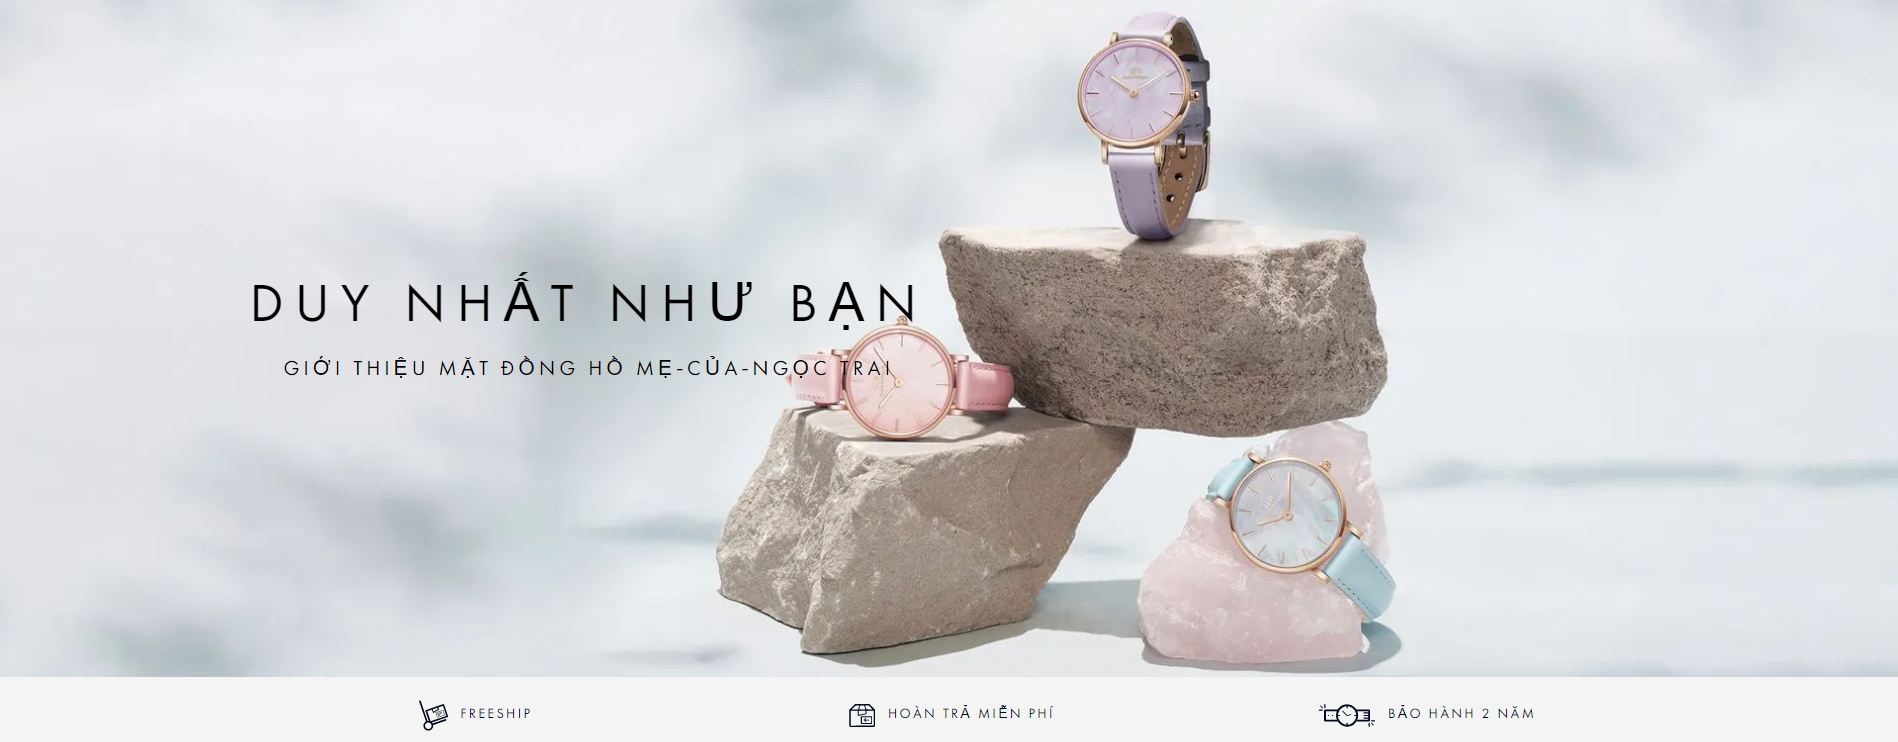 DUY NHẤT NHƯ BẠN
GIỚI THIỆU MẶT ĐỒNG HỒ MẸ-CỦA-NGỌC TRAI
FREESHIP
HOÀN TRẢ MIỄN PHÍ
BẢO HÀNH 2 NĂM